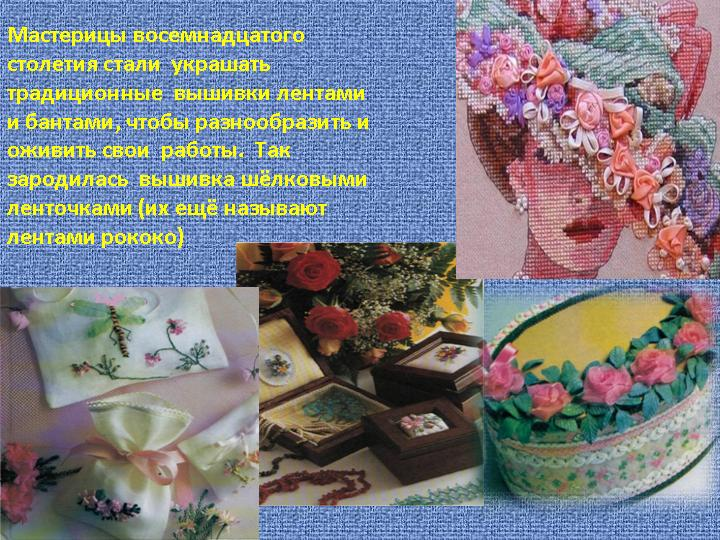 Мастерицы восемнадцатого
столетия стали украшать
традиционные вышивки лентами
и бантами, чтобы разнообразить и
оживить свои работы. Так
зародилась вышивка шёлковыми
ленточками (их ещё называют
лентами рококо)